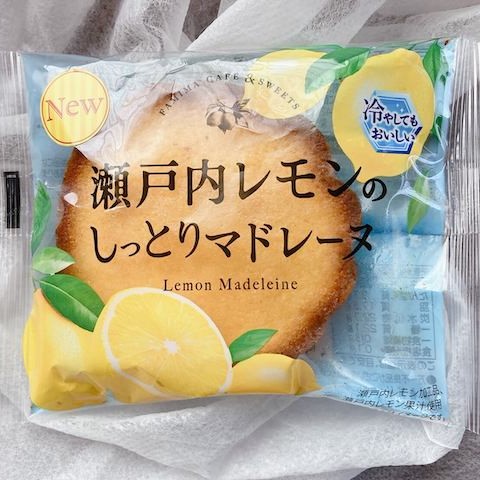 New
FAMIMA CAFÉ & SWEETS
冷やしても
おいしい!
瀬戸内レモンの
しっとりマドレーヌ
Lemon Madeleine
瀬戸内レモン加工品、
瀬戸内レモン果汁使用